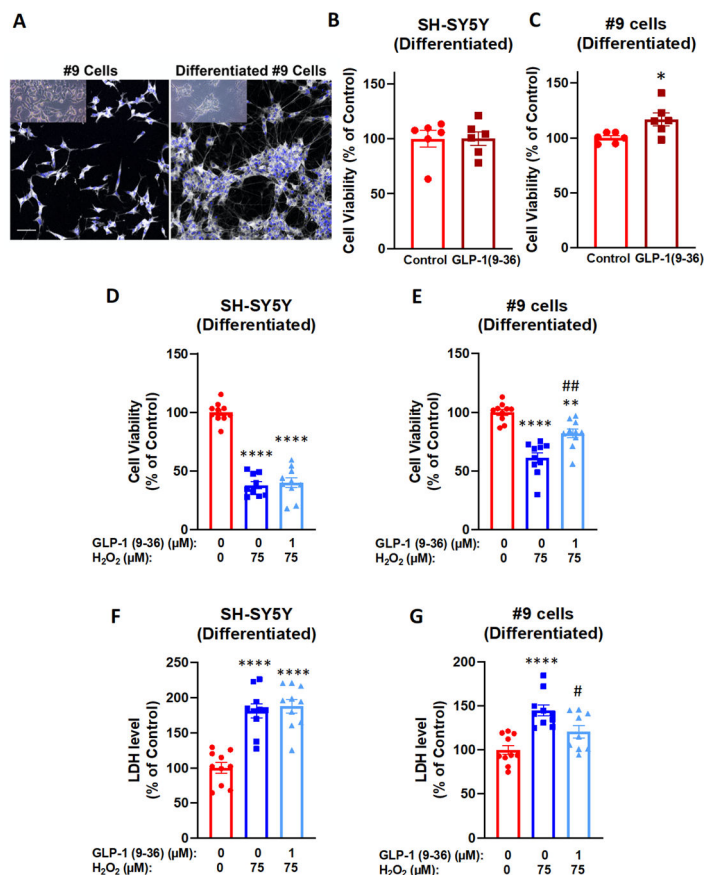 A
#9 Cells
Differentiated #9 Cells
B
SH-SY5Y
(Differentiated)
Cell Viability (% of Control)
150
100
50
0
Control GLP-1(9-36)
C
#9 cells
(Differentiated)
Cell Viability (% of Control)
150
100
50
0
*
Control GLP-1(9-36)
D
SH-SY5Y
(Differentiated)
Cell Viability
(% of Control)
150
100
50
0
**** ****
GLP-1 (9-36) (µM): 0 0 1
H₂O₂ (µM): 0 75 75
E
#9 cells
(Differentiated)
Cell Viability
(% of Control)
150
100
50
0
##
**** **
GLP-1 (9-36) (µM): 0 0 1
H₂O₂ (µM): 0 75 75
F
SH-SY5Y
(Differentiated)
LDH level
(% of Control)
250
200
150
100
50
0
**** ****
GLP-1 (9-36) (µM): 0 0 1
H₂O₂ (µM): 0 75 75
G
#9 cells
(Differentiated)
LDH level
(% of Control)
200
150
100
50
0
**** #
GLP-1 (9-36) (µM): 0 0 1
H₂O₂ (µM): 0 75 75